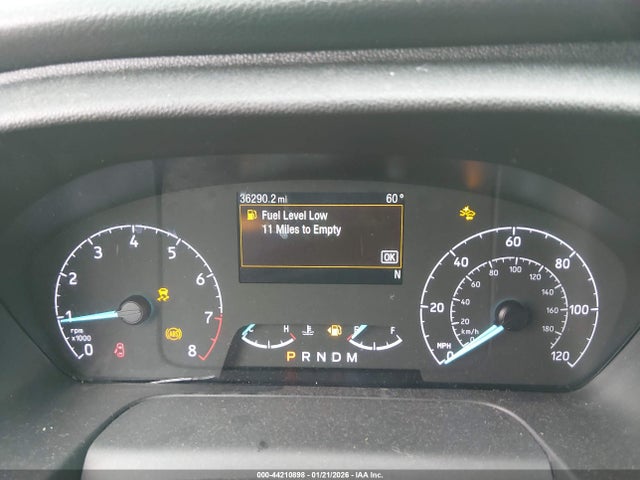 36290.2 mi 60°
Fuel Level Low
11 Miles to Empty
OK
N
0 1 2 3 4 5 6 7 8
rpm
x1000
ABS
H E F
P R N D M
0 20 40 60 80 100 120
MPH
0 20 40 60 80 100 120 140 160 180
km/h
000-44210898 - 01/21/2026 - © IAA Inc.